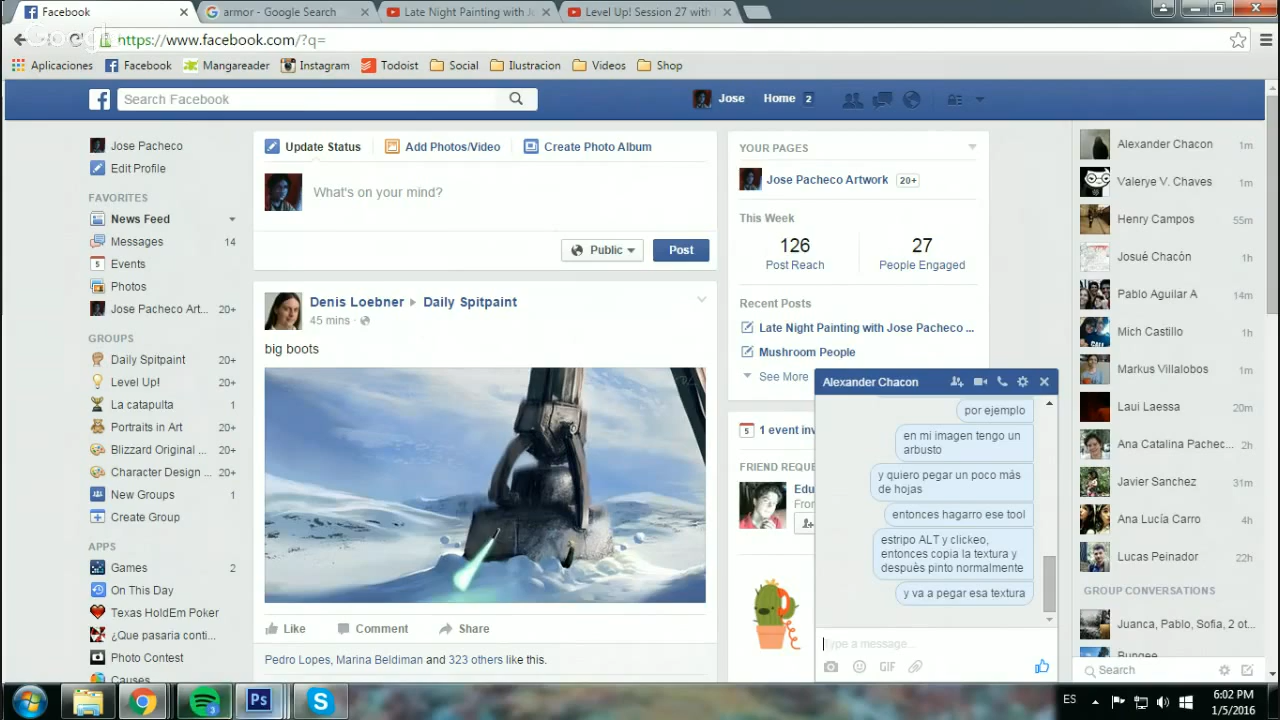 Facebook
armor - Google Search
Late Night Painting with J
Level Up! Session 27 with
https://www.facebook.com/?q=
Aplicaciones
Facebook
Mangareader
Instagram
Todoist
Social
Ilustracion
Videos
Shop
Search Facebook
Jose
Home 2
Jose Pacheco
Edit Profile
FAVORITES
News Feed
Messages 14
Events
Photos
Jose Pacheco Art... 20+
GROUPS
Daily Spitpaint 20+
Level Up! 20+
La catapulta 1
Portraits in Art 20+
Blizzard Original ... 20+
Character Design ... 20+
New Groups 1
Create Group
APPS
Games 2
On This Day
Texas HoldEm Poker
¿Que pasaria conti...
Photo Contest
Causes
Update Status
Add Photos/Video
Create Photo Album
What's on your mind?
Public
Post
Denis Loebner
Daily Spitpaint
45 mins
big boots
Like
Comment
Share
Pedro Lopes, Marina Beldiman and 323 others like this.
YOUR PAGES
Jose Pacheco Artwork 20+
This Week
126
Post Reach
27
People Engaged
Recent Posts
Late Night Painting with Jose Pacheco ...
Mushroom People
See More
1 event
FRIEND
Alexander Chacon
por ejemplo
en mi imagen tengo un
arbusto
y quiero pegar un poco más
de hojas
entonces hagarro ese tool
estripo ALT y clickeo,
entonces copia la textura y
despuès pinto normalmente
y va a pegar esa textura
Type a message...
GIF
Alexander Chacon 1m
Valerye V. Chaves 1m
Henry Campos 55m
Josué Chacón 1h
Pablo Aguilar A 14m
Mich Castillo 1h
Markus Villalobos 1h
Laui Laessa 20m
Ana Catalina Pachec... 2h
Javier Sanchez 31m
Ana Lucía Carro 4h
Lucas Peinador 22h
GROUP CONVERSATIONS
Juanca, Pablo, Sofia, 2 ot...
Bungee
Search
Ps
3
ES
6:02 PM
1/5/2016